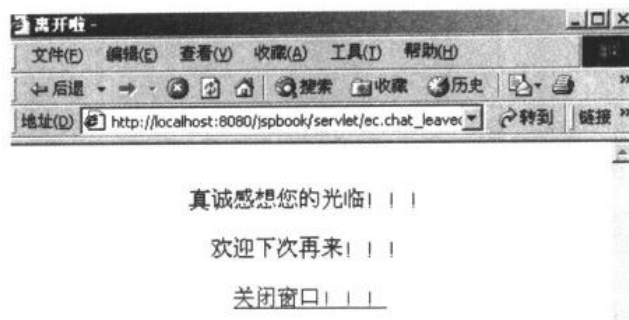 离开啦 -
文件(F) 编辑(E) 查看(V) 收藏(A) 工具(T) 帮助(H)
后退 搜索 收藏 历史 »
地址(D) http://localhost:8080/jspbook/servlet/ec.chat_leavec 转到 链接 »
真诚感想您的光临！！！
欢迎下次再来！！！
关闭窗口！！！